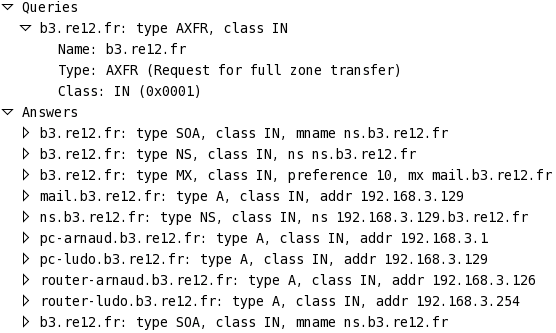 Queries
b3.re12.fr: type AXFR, class IN
Name: b3.re12.fr
Type: AXFR (Request for full zone transfer)
Class: IN (0x0001)
Answers
b3.re12.fr: type SOA, class IN, mname ns.b3.re12.fr
b3.re12.fr: type NS, class IN, ns ns.b3.re12.fr
b3.re12.fr: type MX, class IN, preference 10, mx mail.b3.re12.fr
mail.b3.re12.fr: type A, class IN, addr 192.168.3.129
ns.b3.re12.fr: type NS, class IN, ns 192.168.3.129.b3.re12.fr
pc-arnaud.b3.re12.fr: type A, class IN, addr 192.168.3.1
pc-ludo.b3.re12.fr: type A, class IN, addr 192.168.3.129
router-arnaud.b3.re12.fr: type A, class IN, addr 192.168.3.126
router-ludo.b3.re12.fr: type A, class IN, addr 192.168.3.254
b3.re12.fr: type SOA, class IN, mname ns.b3.re12.fr